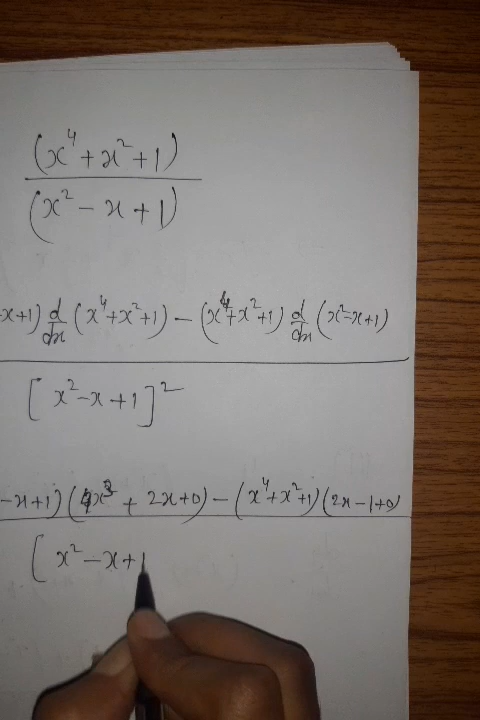 (x⁴ + x² + 1)
(x² - x + 1)
-x+1) d/dx (x⁴+x²+1) - (x⁴+x²+1) d/dx (x²-x+1)
[x²-x+1]²
-x+1) (4x³ + 2x+0) - (x⁴+x²+1) (2x-1+0)
[x² - x + 1